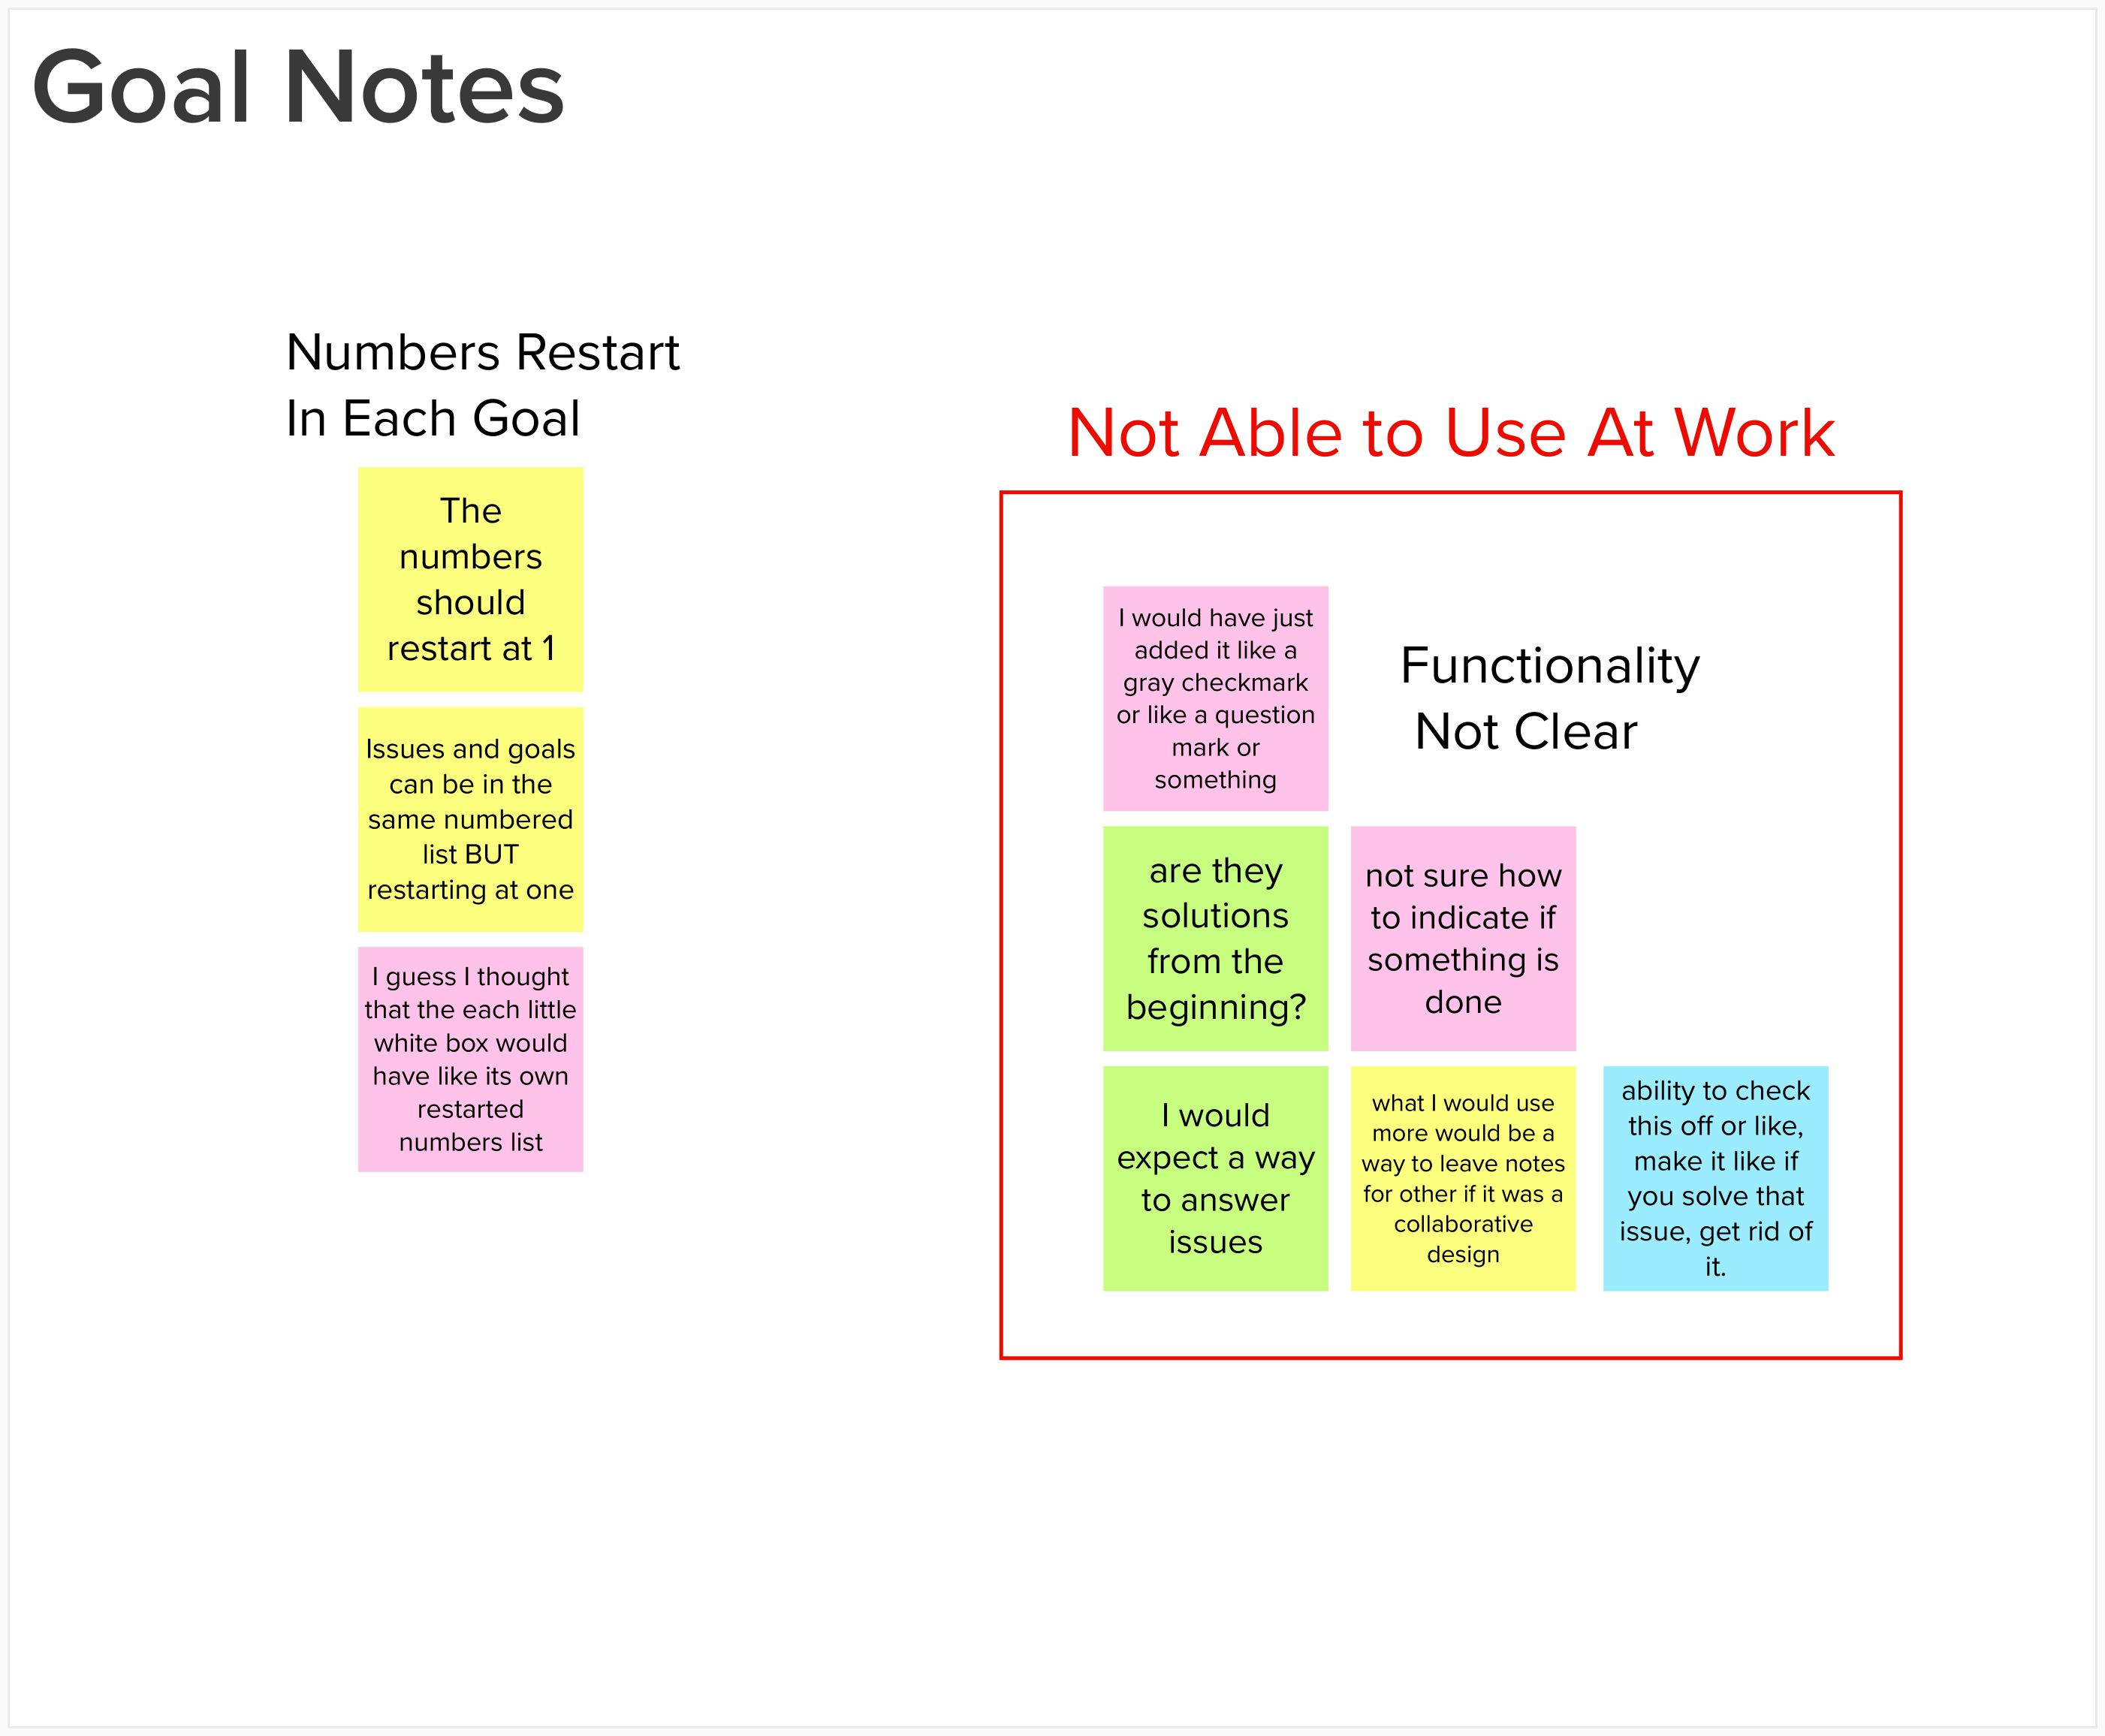 Goal Notes
Numbers Restart
In Each Goal
The
numbers
should
restart at 1
Issues and goals
can be in the
same numbered
list BUT
restarting at one
I guess I thought
that the each little
white box would
have like its own
restarted
numbers list
Not Able to Use At Work
I would have just
added it like a
gray checkmark
or like a question
mark or
something
Functionality
Not Clear
are they
solutions
from the
beginning?
not sure how
to indicate if
something is
done
I would
expect a way
to answer
issues
what I would use
more would be a
way to leave notes
for other if it was a
collaborative
design
ability to check
this off or like,
make it like if
you solve that
issue, get rid of
it.